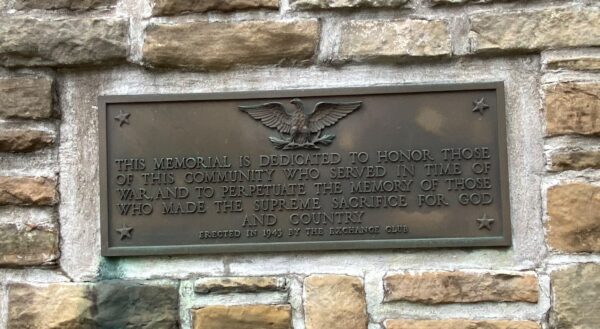 THIS MEMORIAL IS DEDICATED TO HONOR THOSE
OF THIS COMMUNITY WHO SERVED IN TIME OF
WAR, AND TO PERPETUATE THE MEMORY OF THOSE
WHO MADE THE SUPREME SACRIFICE FOR GOD
AND COUNTRY
ERECTED IN 1943 BY THE EXCHANGE CLUB